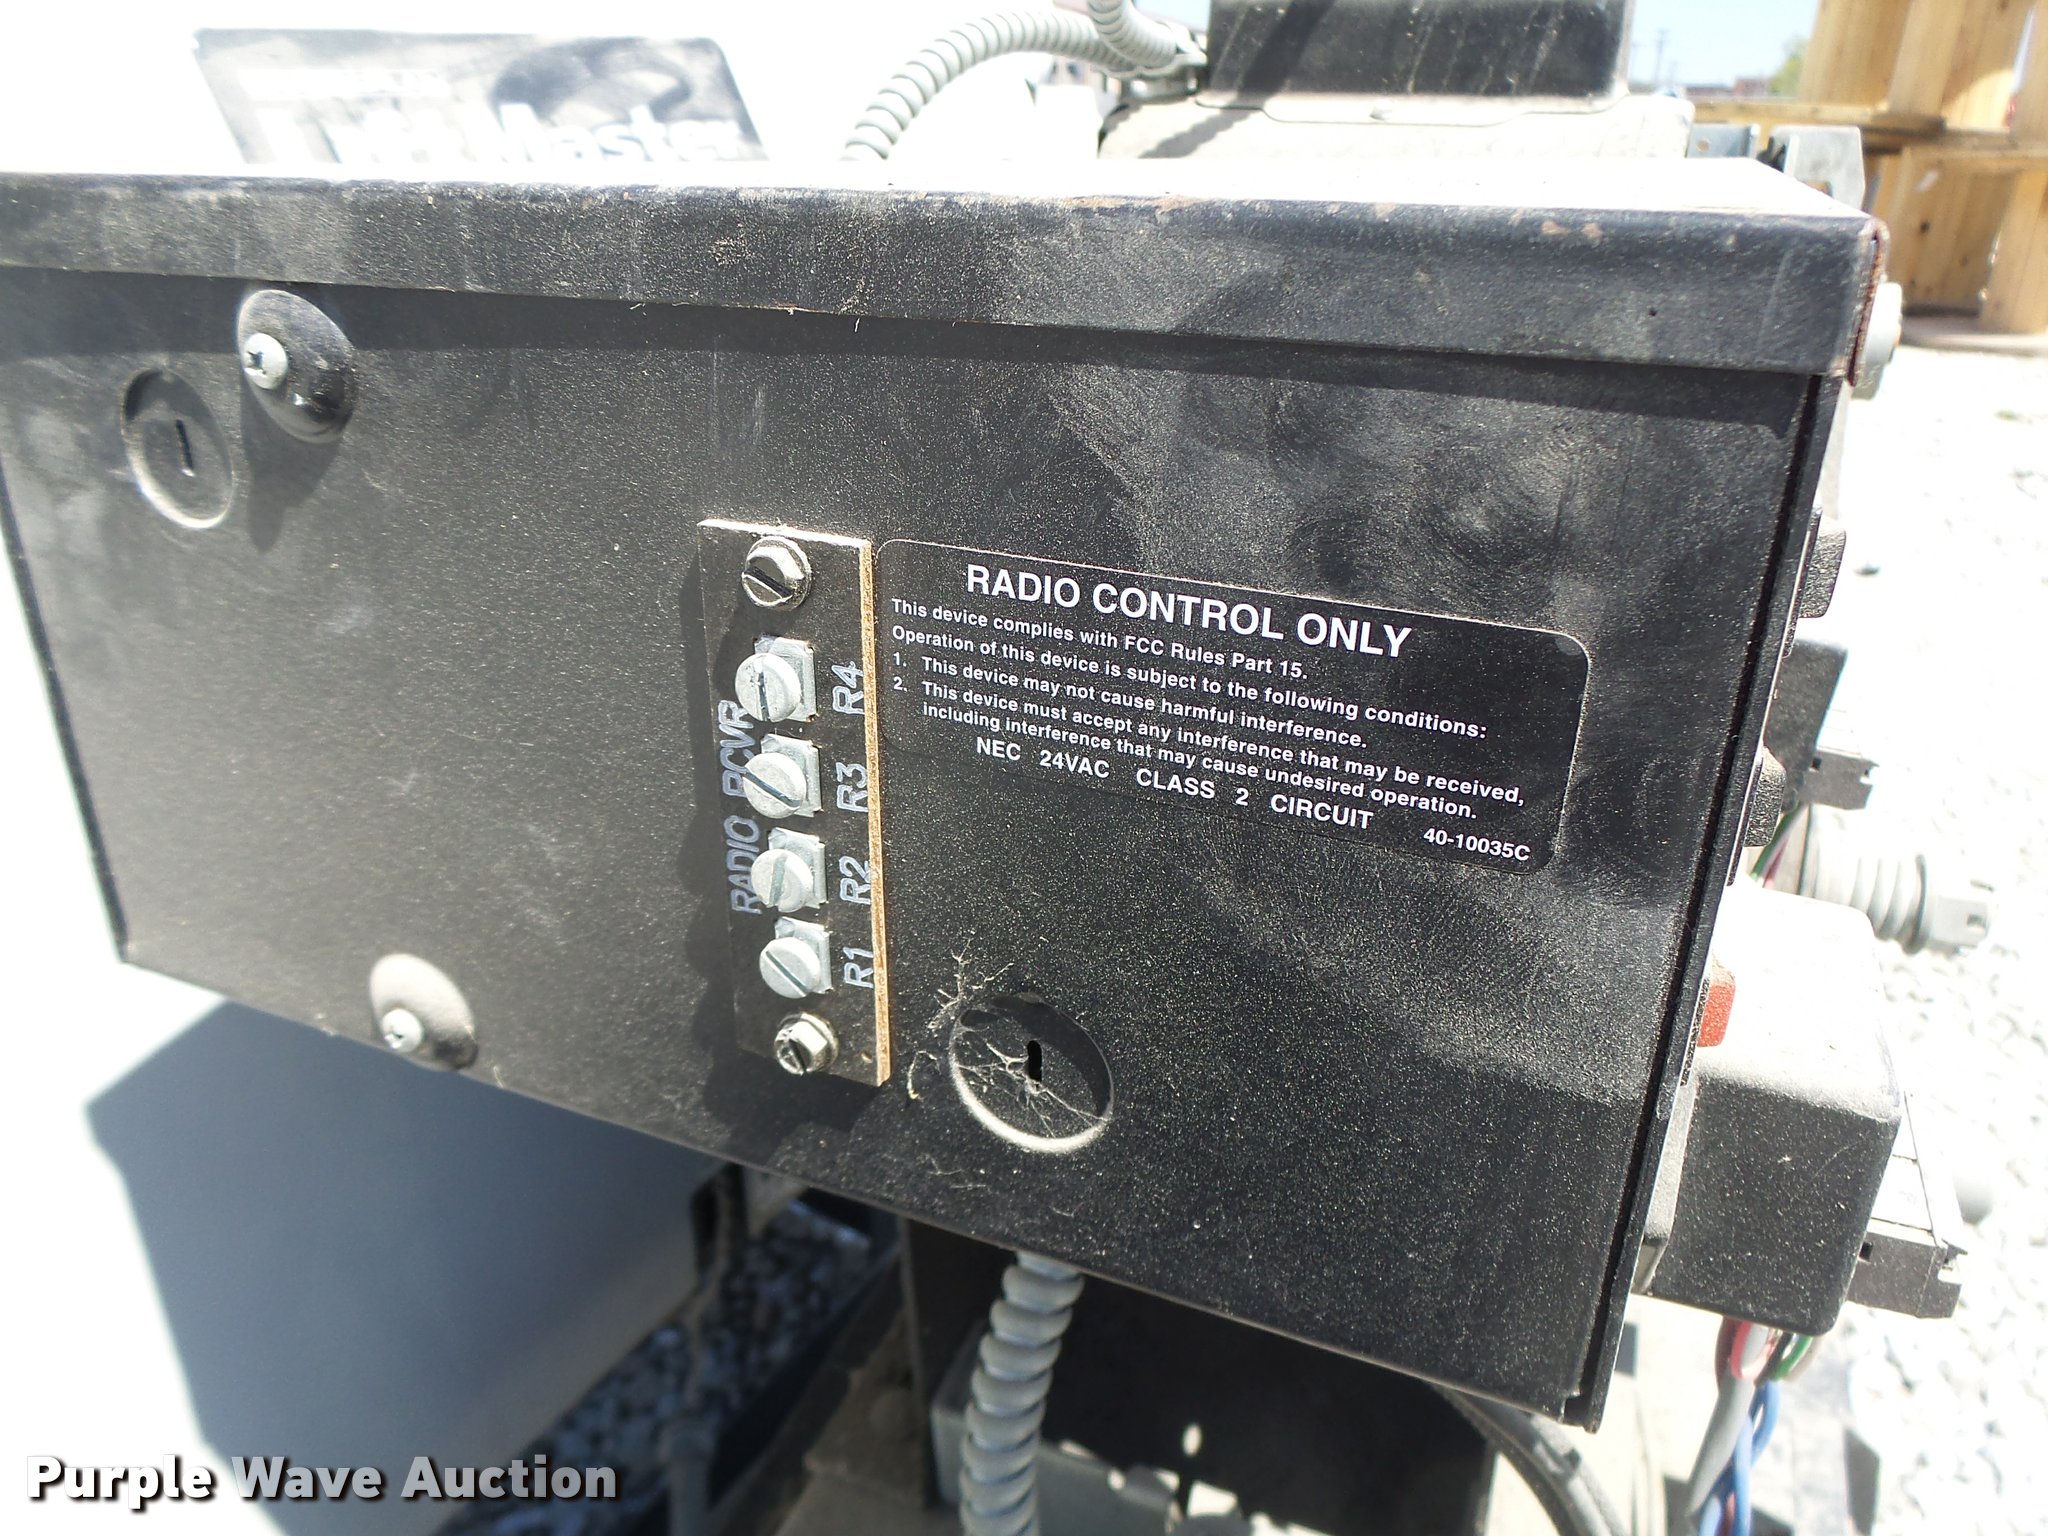 LiftMaster
RADIO CONTROL ONLY
This device complies with FCC Rules Part 15.
Operation of this device is subject to the following conditions:
1. This device may not cause harmful interference.
2. This device must accept any interference that may be received,
including interference that may cause undesired operation.
NEC 24VAC CLASS 2 CIRCUIT
40-10035C
RADIO RCVR
R4
R3
R2
R1
Purple Wave Auction